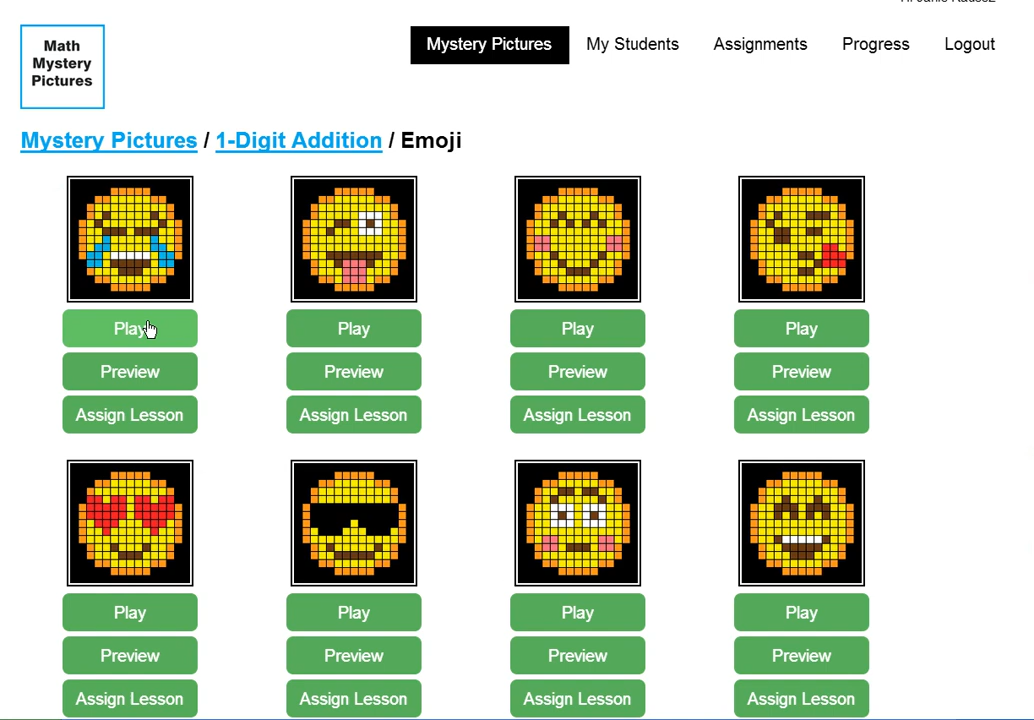 Math
Mystery
Pictures
Mystery Pictures My Students Assignments Progress Logout
Mystery Pictures / 1-Digit Addition / Emoji
Play Play Play Play
Preview Preview Preview Preview
Assign Lesson Assign Lesson Assign Lesson Assign Lesson
Play Play Play Play
Preview Preview Preview Preview
Assign Lesson Assign Lesson Assign Lesson Assign Lesson